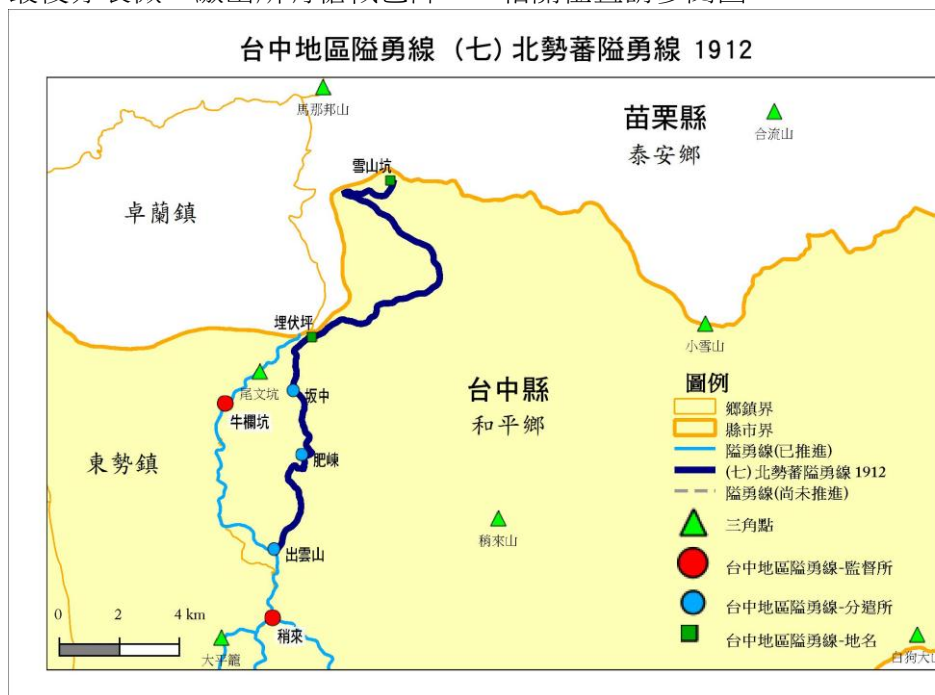 台中地區隘勇線 (七) 北勢蕃隘勇線 1912
馬那邦山
苗栗縣
泰安鄉
合流山
雪山坑
卓蘭鎮
埋伏坪
小雪山
尾文坑
坂中
牛欄坑
台中縣
和平鄉
東勢鎮
肥崠
稍來山
出雲山
稍來
大平籠
白狗大山
0 2 4 km
圖例
鄉鎮界
縣市界
隘勇線(已推進)
(七) 北勢蕃隘勇線 1912
隘勇線(尚未推進)
三角點
台中地區隘勇線-監督所
台中地區隘勇線-分遣所
台中地區隘勇線-地名